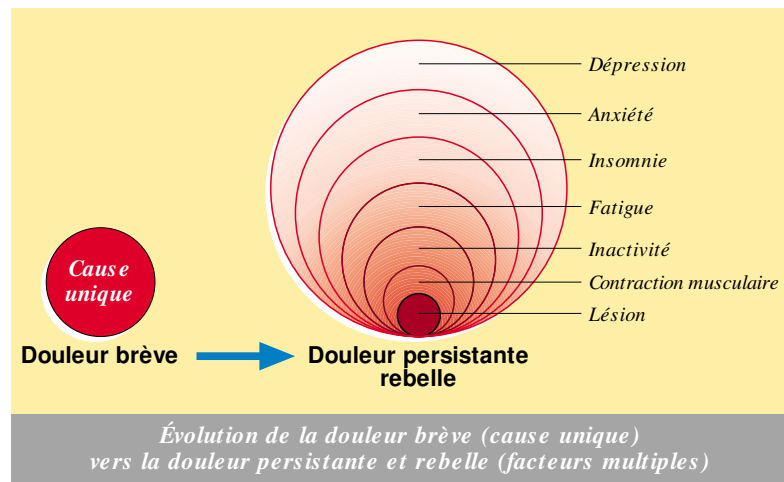 Dépression
Anxiété
Insomnie
Fatigue
Inactivité
Contraction musculaire
Lésion
Cause
unique
Douleur brève
Douleur persistante
rebelle
Évolution de la douleur brève (cause unique)
vers la douleur persistante et rebelle (facteurs multiples)